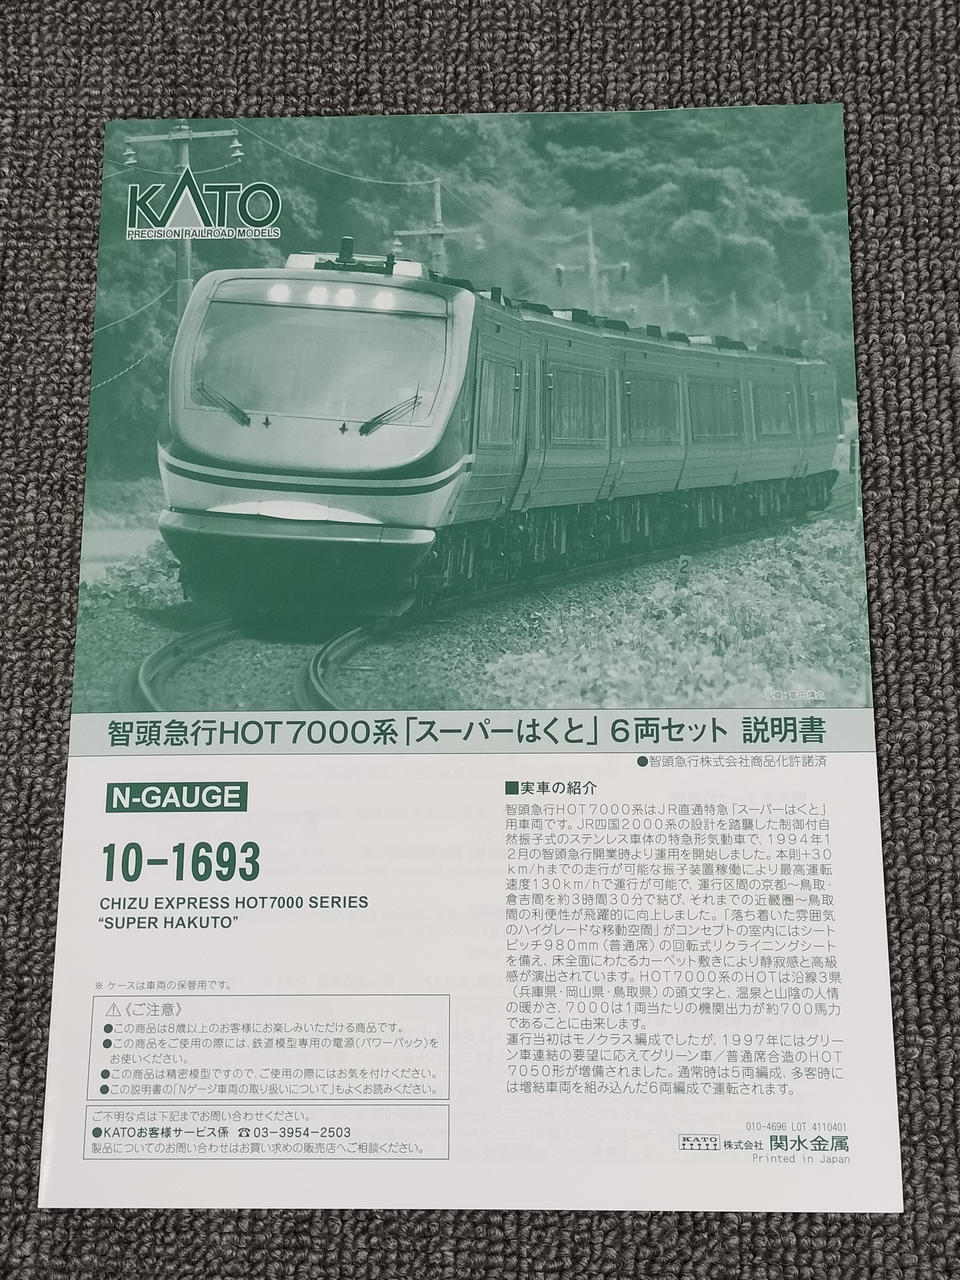 KATO
PRECISION RAILROAD MODELS
2
写真:富田博之
智頭急行HOT7000系「スーパーはくと」6両セット 説明書
●智頭急行株式会社商品化許諾済
N-GAUGE
10-1693
CHIZU EXPRESS HOT7000 SERIES
“SUPER HAKUTO”
※ ケースは車両の保管用です。
⚠《ご注意》
●この商品は8歳以上のお客様にお楽しみいただける商品です。
●この商品をご使用の際には、鉄道模型専用の電源(パワーパック)を
お使いください。
●この商品は精密模型ですので、ご使用の際にはお気を付けください。
●この説明書の「Nゲージ車両の取り扱いについて」もよくお読みください。
ご不明な点は下記までお問い合わせください。
●KATOお客様サービス係 ☎03-3954-2503
製品についてのお問い合わせはお買い求めの販売店へご相談ください。
■実車の紹介
智頭急行HOT7000系はJR直通特急「スーパーはくと」
用車両です。JR四国2000系の設計を踏襲した制御付自
然振子式のステンレス車体の特急形気動車で、1994年1
2月の智頭急行開業時より運用を開始しました。本則+30
km/hまでの走行が可能な振子装置稼働により最高運転
速度130km/hで運行が可能で、運行区間の京都～鳥取・
倉吉間を約3時間30分で結び、それまでの近畿圏～鳥取
間の利便性が飛躍的に向上しました。「落ち着いた雰囲気
のハイグレードな移動空間」がコンセプトの室内にはシート
ピッチ980mm(普通席)の回転式リクライニングシート
を備え、床全面にわたるカーペット敷きにより静寂感と高級
感が演出されています。HOT7000系のHOTは沿線3県
(兵庫県・岡山県・鳥取県)の頭文字と、温泉と山陰の人情
の暖かさ、7000は1両当たりの機関出力が約700馬力
であることに由来します。
運行当初はモノクラス編成でしたが、1997年にはグリー
ン車連結の要望に応えてグリーン車/普通席合造のHOT
7050形が増備されました。通常時は5両編成、多客時に
は増結車両を組み込んだ6両編成で運転されます。
010-4696 LOT:4110401
KATO 株式会社 関水金属
Printed in Japan